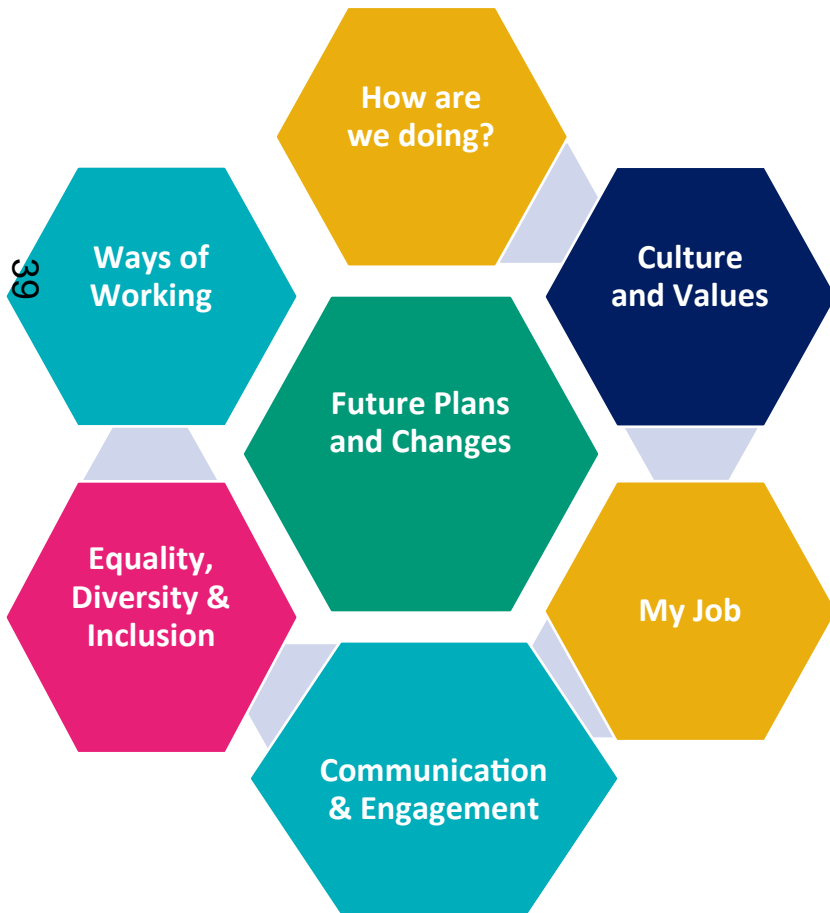 How are
we doing?
Culture
and Values
My Job
Communication
& Engagement
Equality,
Diversity &
Inclusion
Ways of
Working
Future Plans
and Changes
39